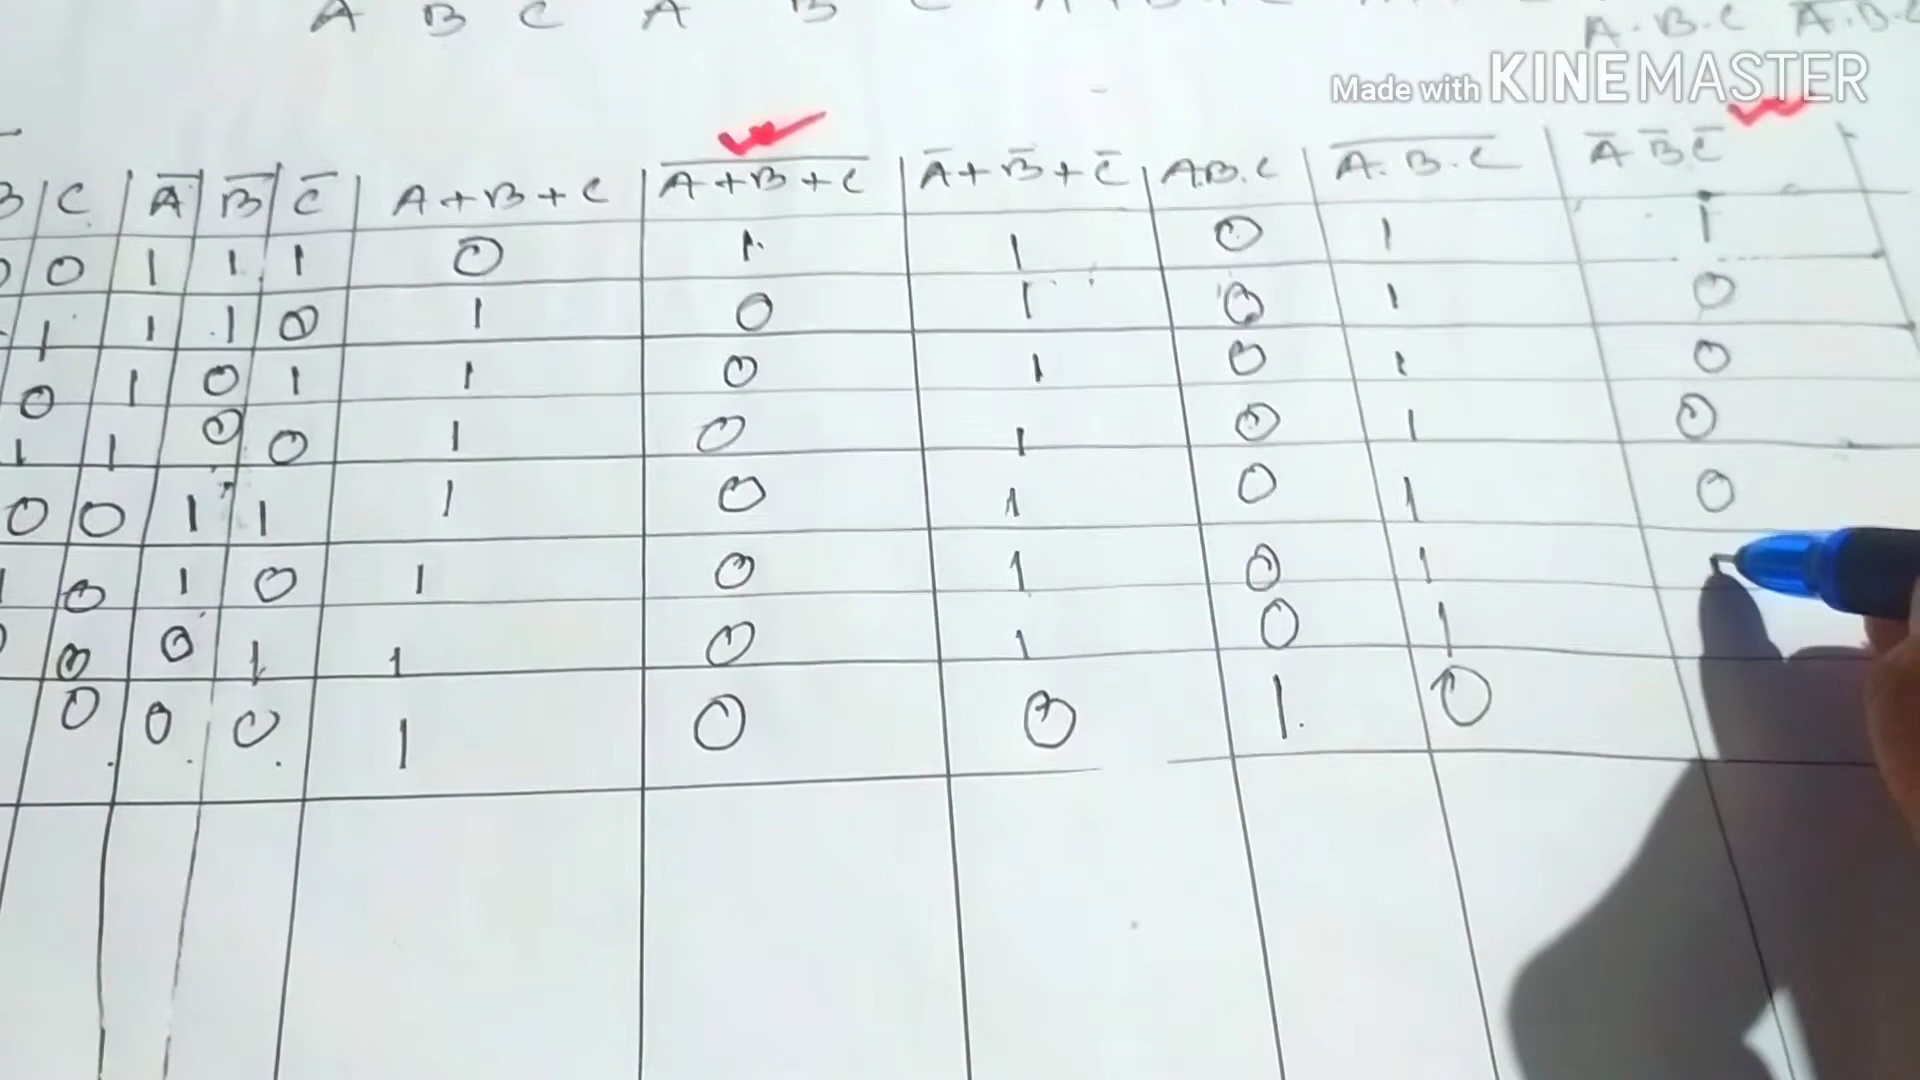 A B C A B C
A.B.C A̅.B.C
Made with KINEMASTER
B C A̅ B̅ C̅ A+B+C \overline{A+B+C} A̅+B̅+C̅ A.B.C \overline{A.B.C} A̅ B̅ C̅
0 0 1 1 1 0 1 1 0 1 1
1 1 1 0 1 0 1 0 1 0
0 1 0 1 1 0 1 0 1 0
1 1 0 0 1 0 1 0 1 0
0 0 1 1 1 0 1 0 1 0
1 0 1 0 1 0 1 0 1
0 0 0 1 1 0 1 0 1
0 0 0 1 0 0 1 0